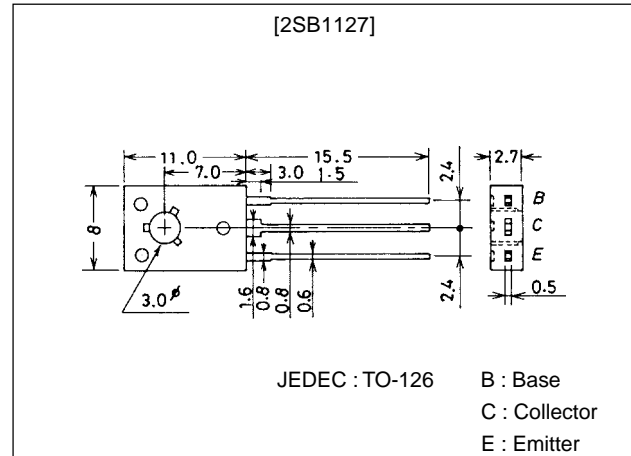 [2SB1127]
11.0
15.5
7.0
3.0
1.5
2.4
2.7
8
B
C
E
3.0 ø
1.6
0.8
0.8
0.6
2.4
0.5
JEDEC : TO-126
B : Base
C : Collector
E : Emitter